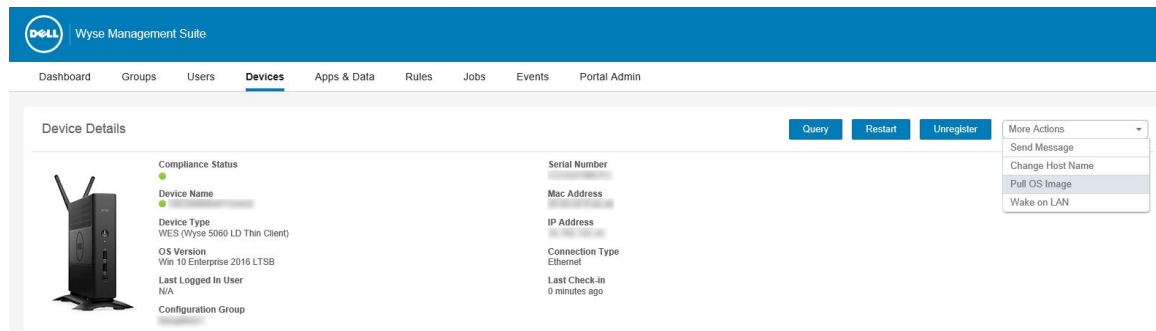 DELL Wyse Management Suite
Dashboard Groups Users Devices Apps & Data Rules Jobs Events Portal Admin
Device Details Query Restart Unregister More Actions
Send Message
Change Host Name
Pull OS Image
Wake on LAN
Compliance Status
Device Name
Device Type
WES (Wyse 5060 LD Thin Client)
OS Version
Win 10 Enterprise 2016 LTSB
Last Logged In User
N/A
Configuration Group
Serial Number
Mac Address
IP Address
Connection Type
Ethernet
Last Check-in
0 minutes ago